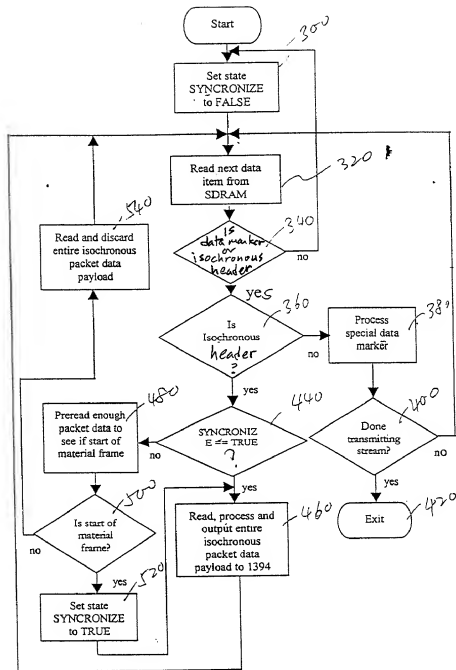 Start
300
Set state
SYNCRONIZE
to FALSE
Read next data
item from
SDRAM
320
540
Read and discard
entire isochronous
packet data
payload
Is
data marker
or
isochronous
header
340
no
yes
360
Is
Isochronous
header
?
no
380
Process
special data
marker
yes
480
Preread enough
packet data to
see if start of
material frame
no
SYNCRONIZ
E == TRUE
?
440
400
Done
transmitting
stream?
no
yes
yes
500
Is start of
material
frame?
no
yes
Read, process and
output entire
isochronous
packet data
payload to 1394
460
Exit
420
520
Set state
SYNCRONIZE
to TRUE